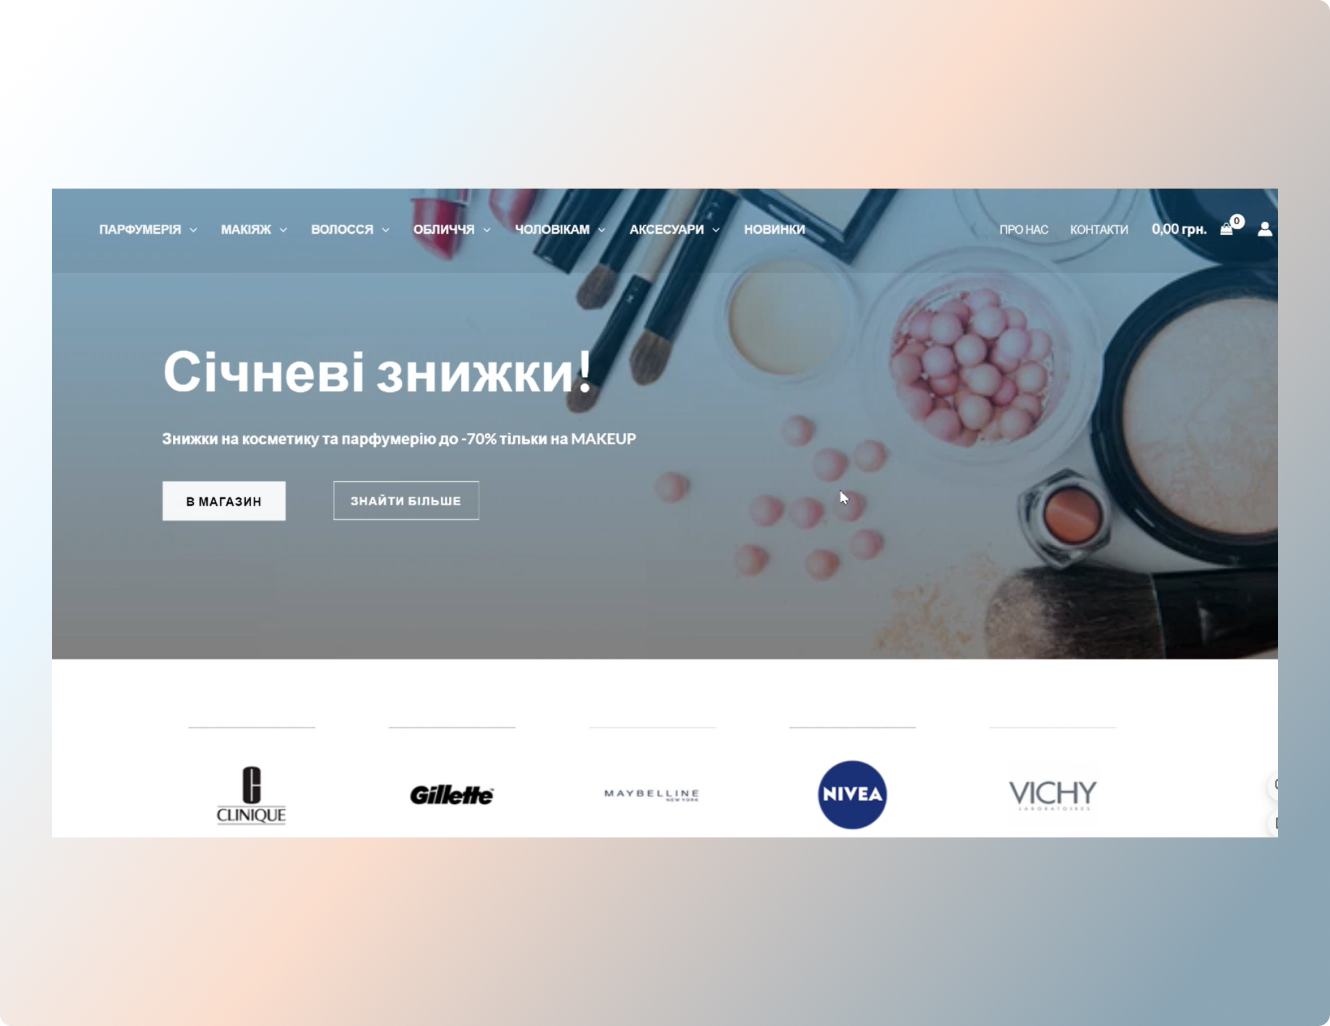 ПАРФУМЕРІЯ МАКІЯЖ ВОЛОССЯ ОБЛИЧЧЯ ЧОЛОВІКАМ АКСЕСУАРИ НОВИНКИ ПРО НАС КОНТАКТИ 0,00 грн. 0
Січневі знижки!
Знижки на косметику та парфумерію до -70% тільки на MAKEUP
В МАГАЗИН ЗНАЙТИ БІЛЬШЕ
CLINIQUE Gillette MAYBELLINE NEW YORK NIVEA VICHY LABORATOIRES